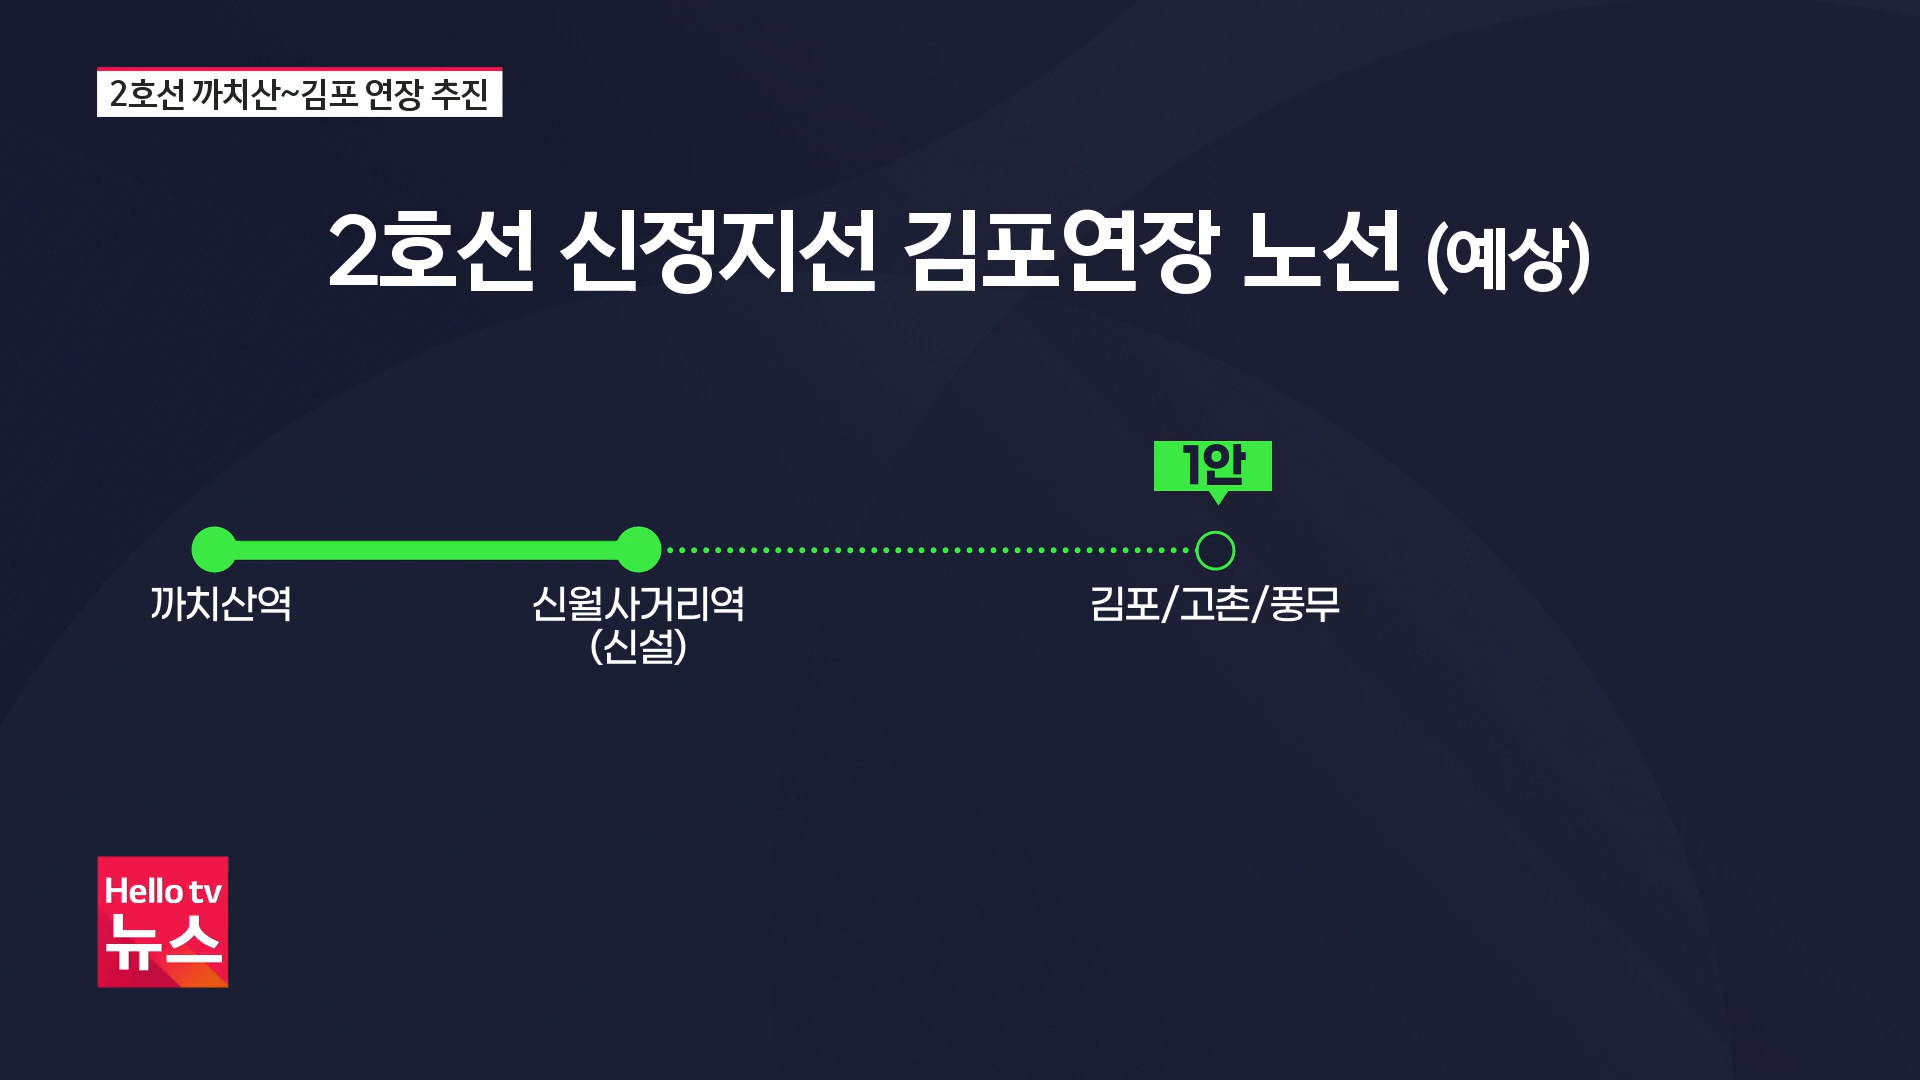 2호선 까치산~김포 연장 추진
2호선 신정지선 김포연장 노선 (예상)
1안
까치산역
신월사거리역
(신설)
김포/고촌/풍무
Hello tv
뉴스